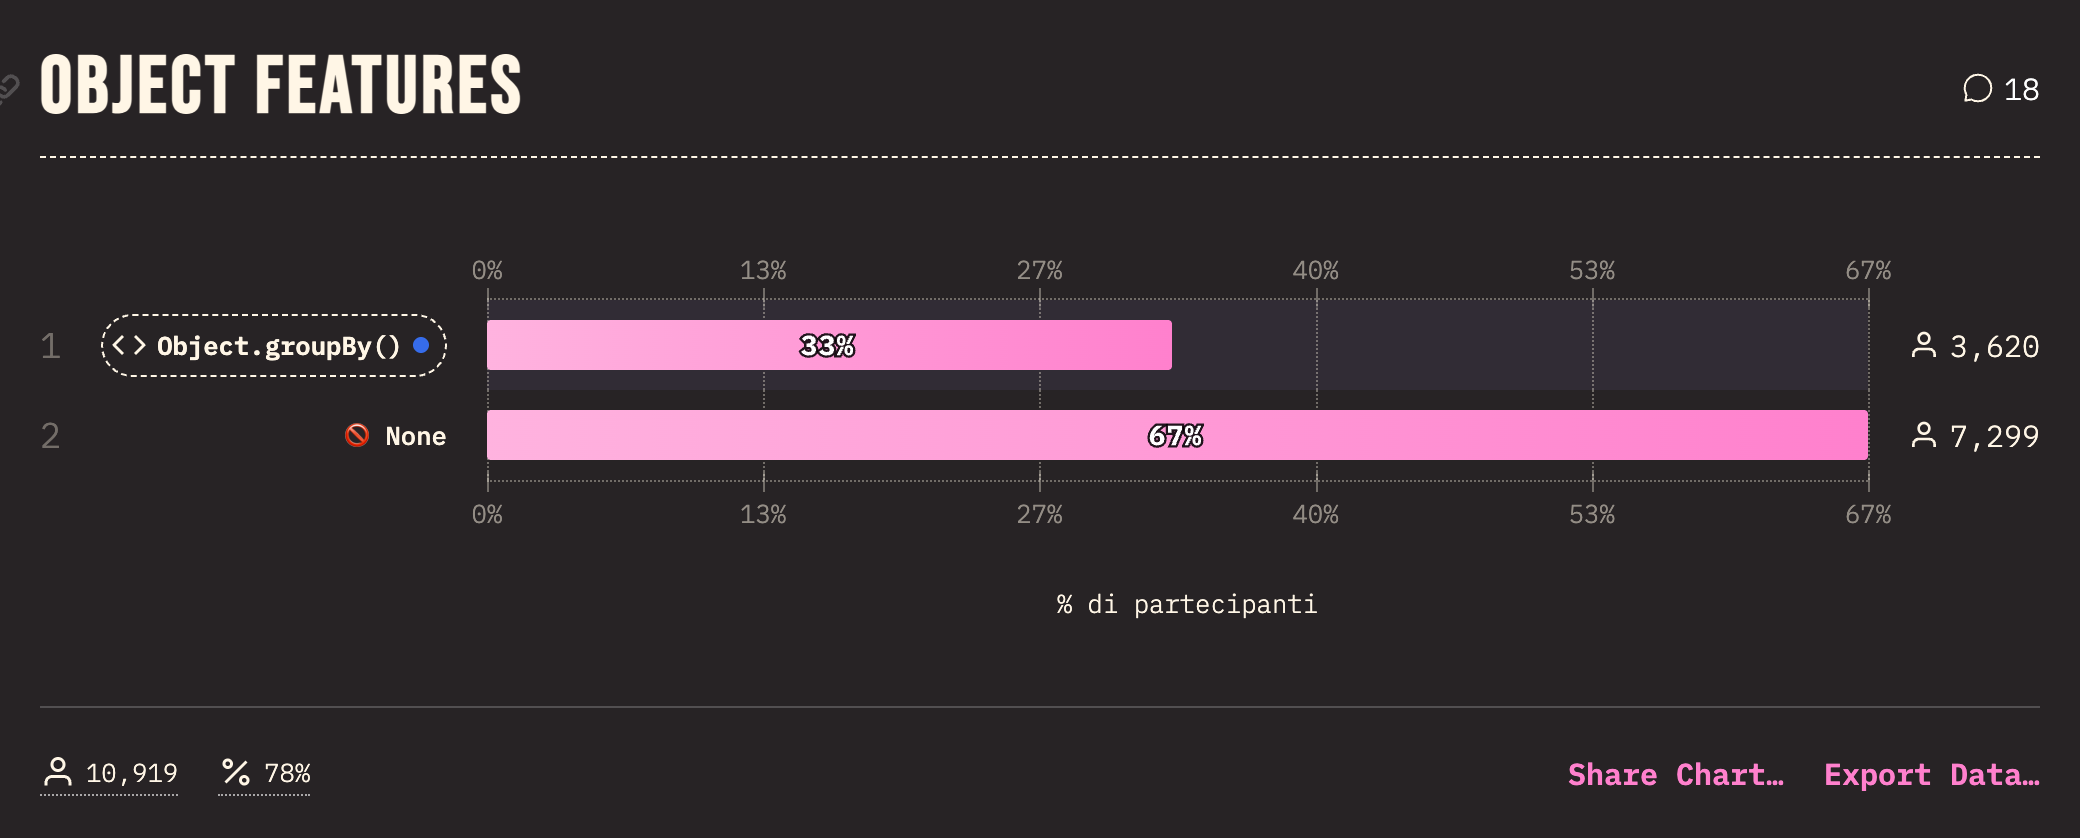 OBJECT FEATURES
18
0% 13% 27% 40% 53% 67%
1 <> Object.groupBy() 33% 3,620
2 None 67% 7,299
0% 13% 27% 40% 53% 67%
% di partecipanti
10,919 78% Share Chart… Export Data…